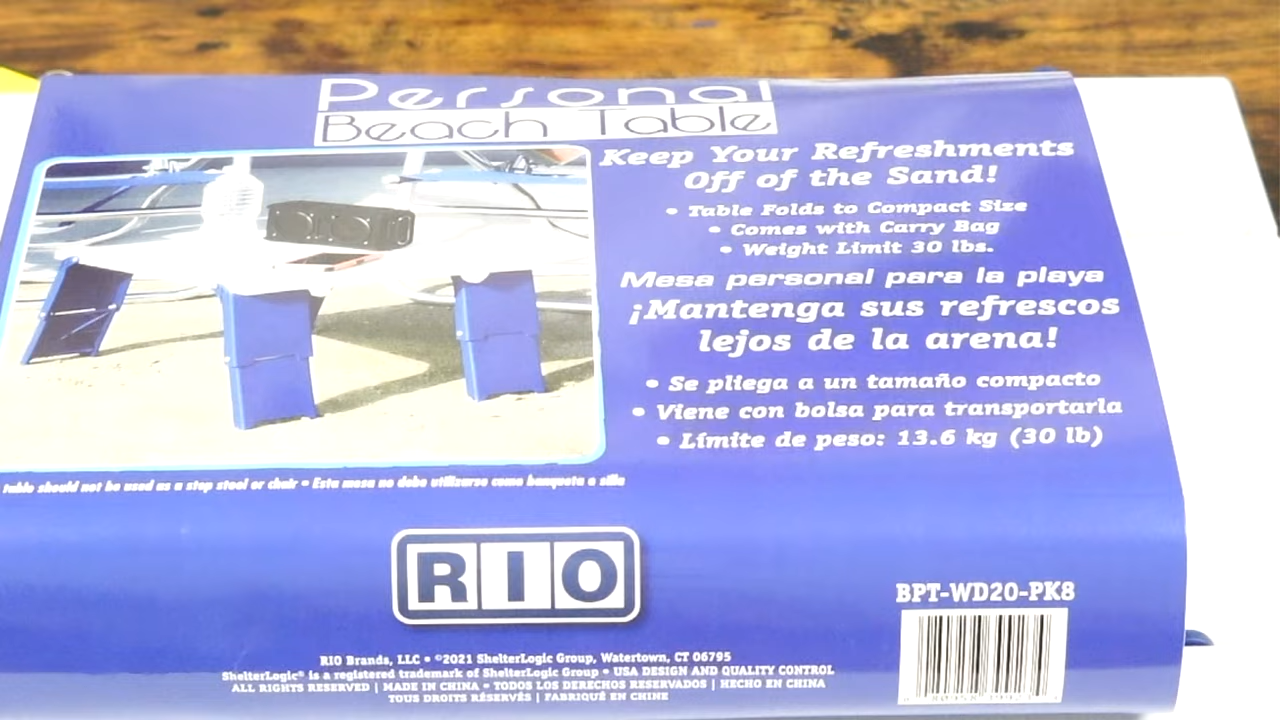 Personal
Beach Table
Keep Your Refreshments
Off of the Sand!
• Table Folds to Compact Size
• Comes with Carry Bag
• Weight Limit 30 lbs.
Mesa personal para la playa
¡Mantenga sus refrescos
lejos de la arena!
• Se pliega a un tamaño compacto
• Viene con bolsa para transportarla
• Límite de peso: 13.6 kg (30 lb)
table should not be used as a step stool or chair • Esta mesa no debe utilizarse como banqueta o silla
RIO
BPT-WD20-PK8
RIO Brands, LLC • ©2021 ShelterLogic Group, Watertown, CT 06795
ShelterLogic® is a registered trademark of ShelterLogic Group • USA DESIGN AND QUALITY CONTROL
ALL RIGHTS RESERVED | MADE IN CHINA • TODOS LOS DERECHOS RESERVADOS | HECHO EN CHINA
TOUS DROITS RÉSERVÉS | FABRIQUÉ EN CHINE